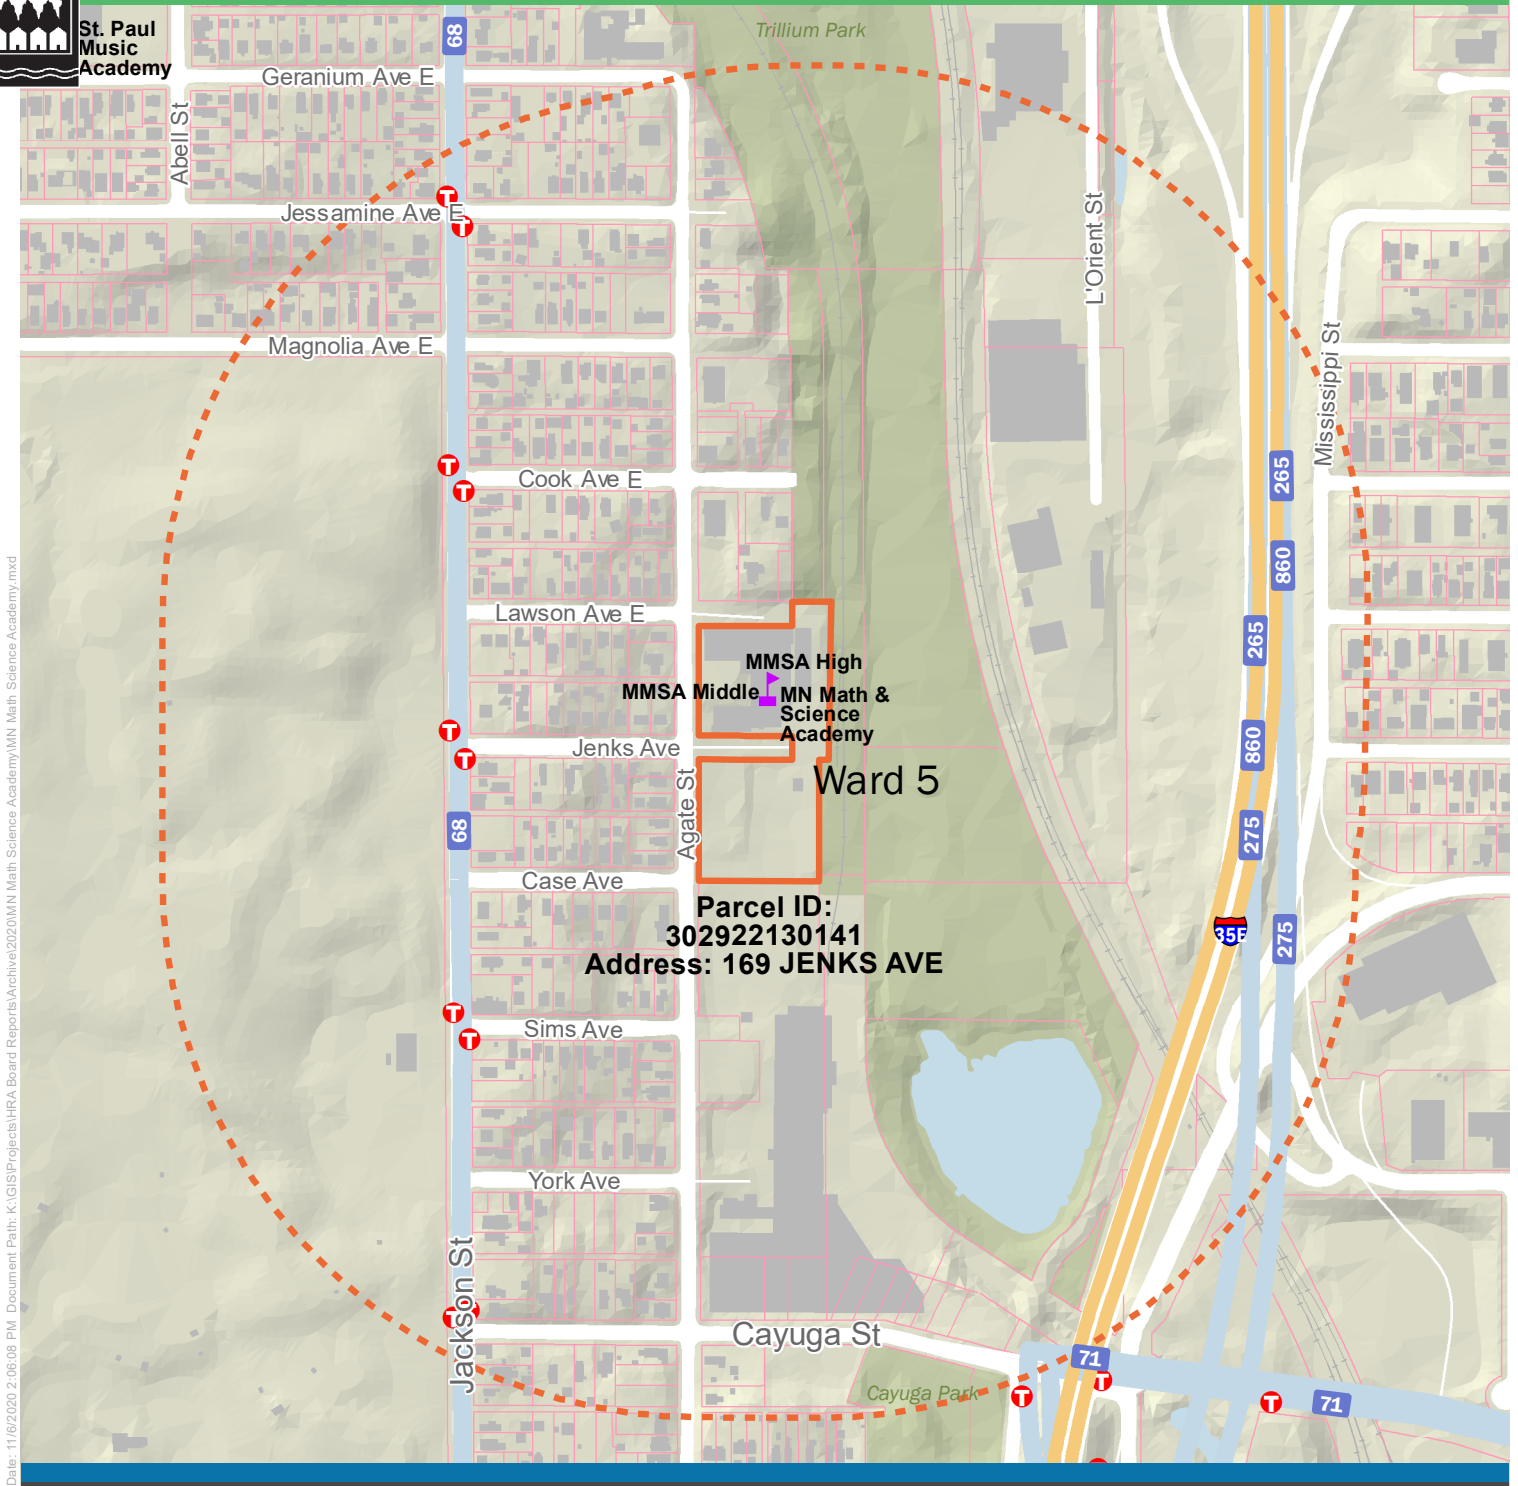 St. Paul
Music
Academy
Trillium Park
68
Geranium Ave E
Abell St
T
Jessamine Ave E
T
L'Orient St
Magnolia Ave E
Mississippi St
T
Cook Ave E
T
265
860
Lawson Ave E
265
MMSA High
MMSA Middle
MN Math &
Science
Academy
T
Jenks Ave
T
860
Ward 5
Agate St
68
275
Case Ave
Parcel ID:
302922130141
Address: 169 JENKS AVE
35E
275
T
Sims Ave
T
York Ave
Jackson St
T
Cayuga St
71
T
Cayuga Park
T
T
71
Date: 11/6/2020 2:06:08 PM Document Path: K:\GIS\Projects\HRA Board Reports\Archive\2020\MN Math Science Academy\MN Math Science Academy.mxd